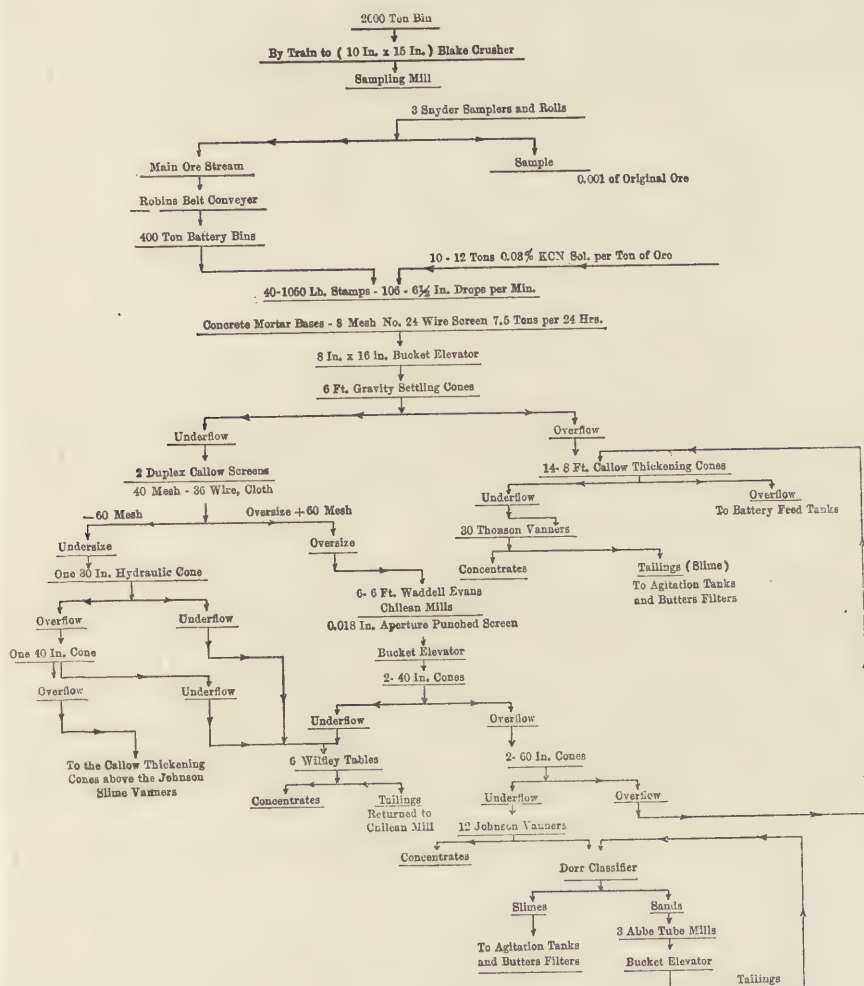 2000 Ton Bin
By Train to ( 10 In. x 15 In. ) Blake Crusher
Sampling Mill
3 Snyder Samplers and Rolls
Main Ore Stream
Sample
0.001 of Original Ore
Robins Belt Conveyer
400 Ton Battery Bins
10 - 12 Tons 0.03% KCN Sol. per Ton of Ore
40-1050 Lb. Stamps - 106 - 6½ In. Drops per Min.
Concrete Mortar Bases - 8 Mesh No. 24 Wire Screen 7.5 Tons per 24 Hrs.
8 In. x 16 in. Bucket Elevator
6 Ft. Gravity Settling Cones
Underflow
Overflow
2 Duplex Callow Screens
40 Mesh - 36 Wire, Cloth
14- 8 Ft. Callow Thickening Cones
Underflow
Overflow
To Battery Feed Tanks
30 Thonson Vanners
Concentrates
Tailings (Slime)
To Agitation Tanks
and Butters Filters
-60 Mesh
Oversize +60 Mesh
Undersize
Oversize
One 30 In. Hydraulic Cone
6- 6 Ft. Waddell Evans
Chilean Mills
0.018 In. Aperture Punched Screen
Overflow
Underflow
One 40 In. Cone
Bucket Elevator
2- 40 In. Cones
Overflow
Underflow
Underflow
Overflow
To the Callow Thickening
Cones above the Johnson
Slime Vanners
6 Wilfley Tables
Concentrates
Tailings
Returned to
Chilean Mill
2- 60 In. Cones
Underflow
Overflow
12 Johnson Vanners
Concentrates
Dorr Classifier
Slimes
Sands
To Agitation Tanks
and Butters Filters
3 Abbe Tube Mills
Bucket Elevator
Tailings